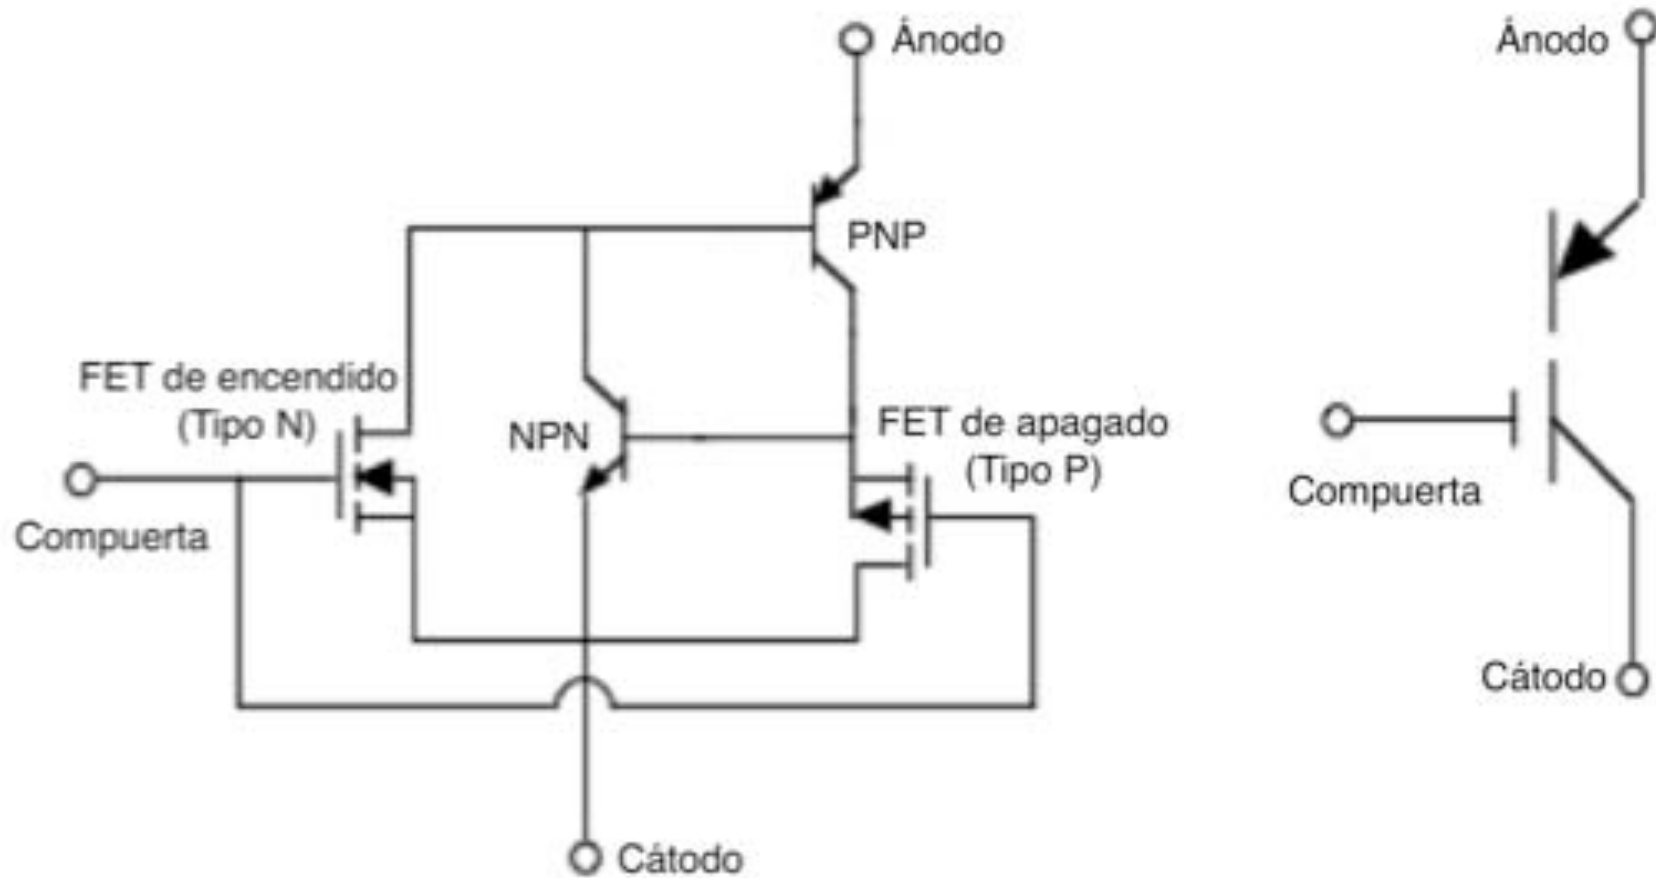 Ánodo
PNP
FET de encendido
(Tipo N)
NPN
FET de apagado
(Tipo P)
Compuerta
Cátodo
Ánodo
Compuerta
Cátodo